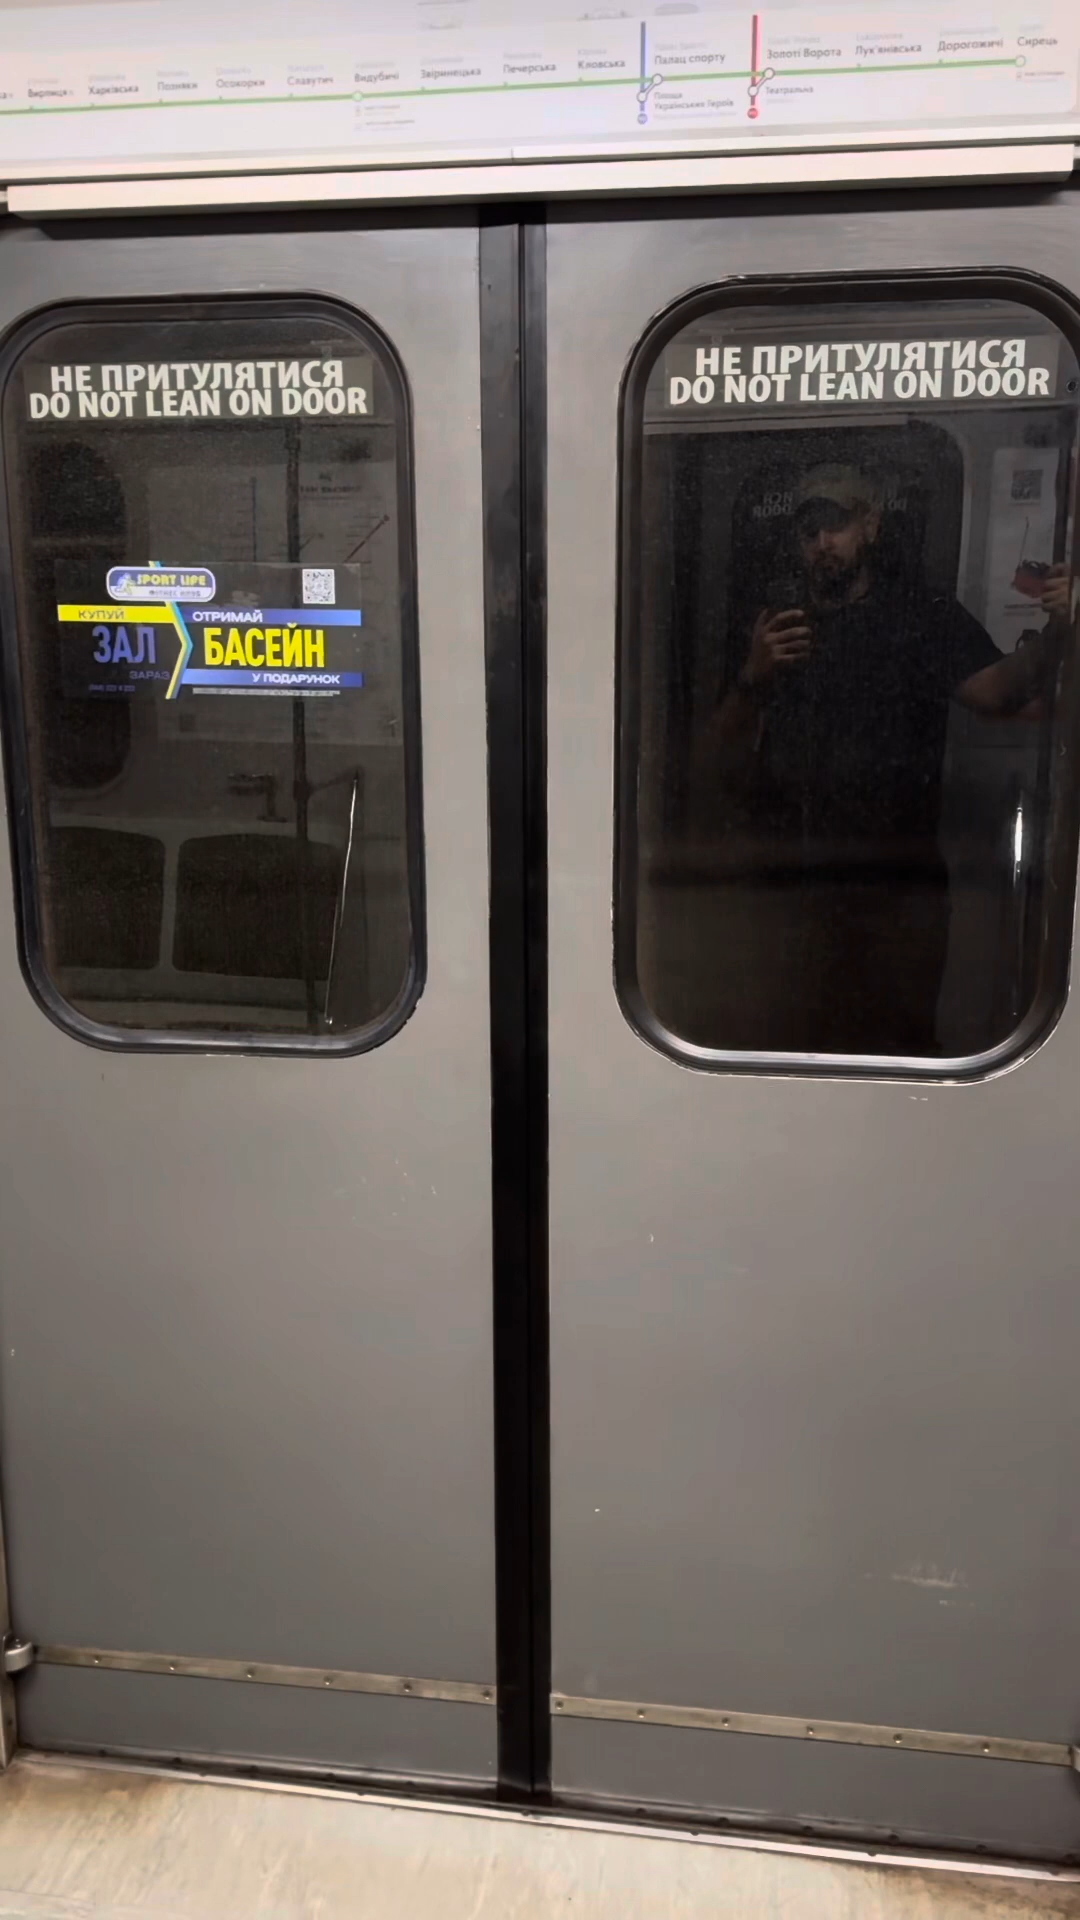 Вирлиця
Харківська
Позняки
Осокорки
Славутич
Видубичі
Звіринецька
Печерська
Кловська
Палац спорту
Площа
Українських Героїв
Золоті Ворота
Театральна
Лук'янівська
Дорогожичі
Сирець
НЕ ПРИТУЛЯТИСЯ
DO NOT LEAN ON DOOR
НЕ ПРИТУЛЯТИСЯ
DO NOT LEAN ON DOOR
SPORT LIFE
ФІТНЕС КЛУБ
КУПУЙ
ЗАЛ
ЗАРАЗ
ОТРИМАЙ
БАСЕЙН
У ПОДАРУНОК